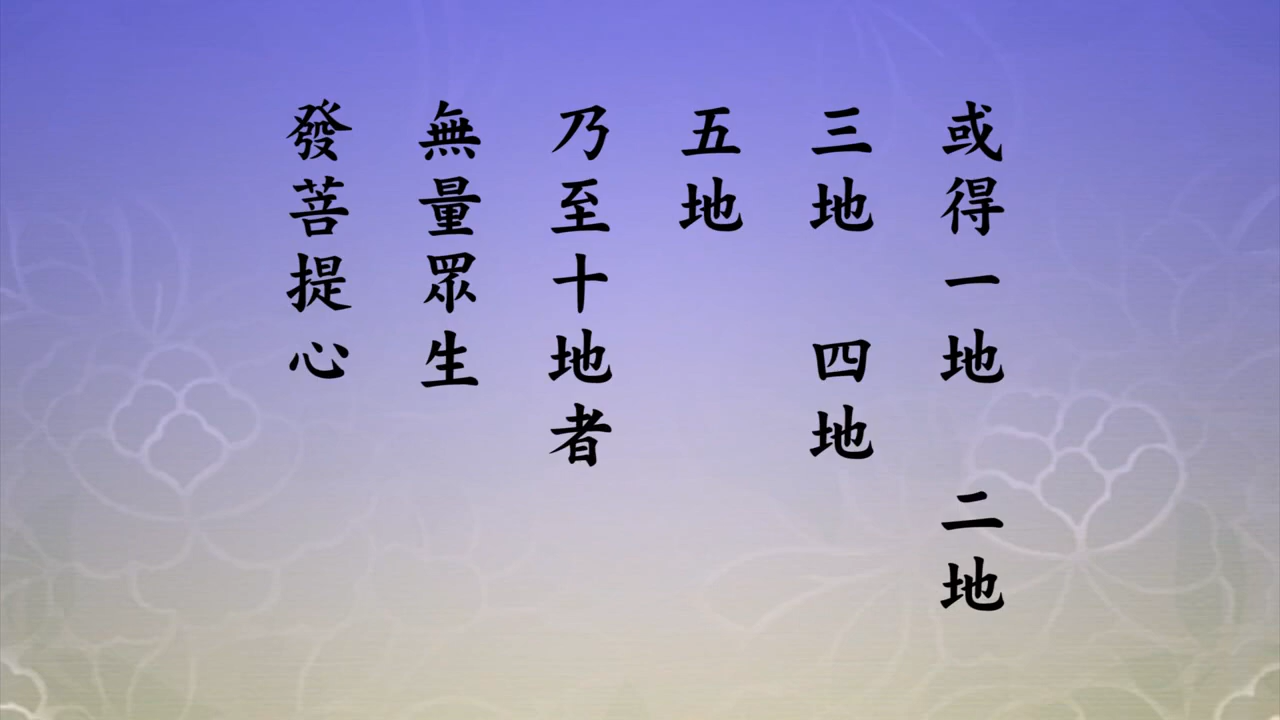 或得一地　二地
三地　四地
五地
乃至十地者
無量眾生
發菩提心